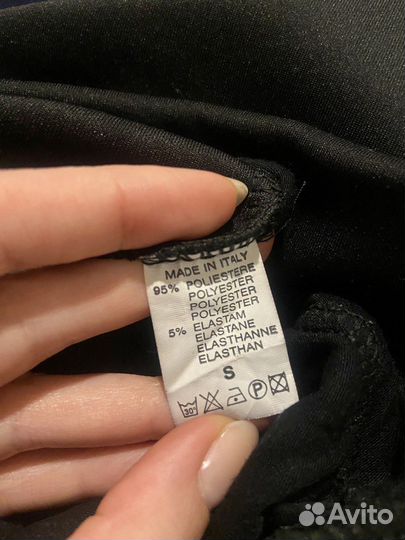 MADE IN ITALY
95% POLIESTERE
POLYESTER
POLYESTER
POLYESTER
5% ELASTAM
ELASTANE
ELASTHANNE
ELASTHAN
S
30°
P
Avito